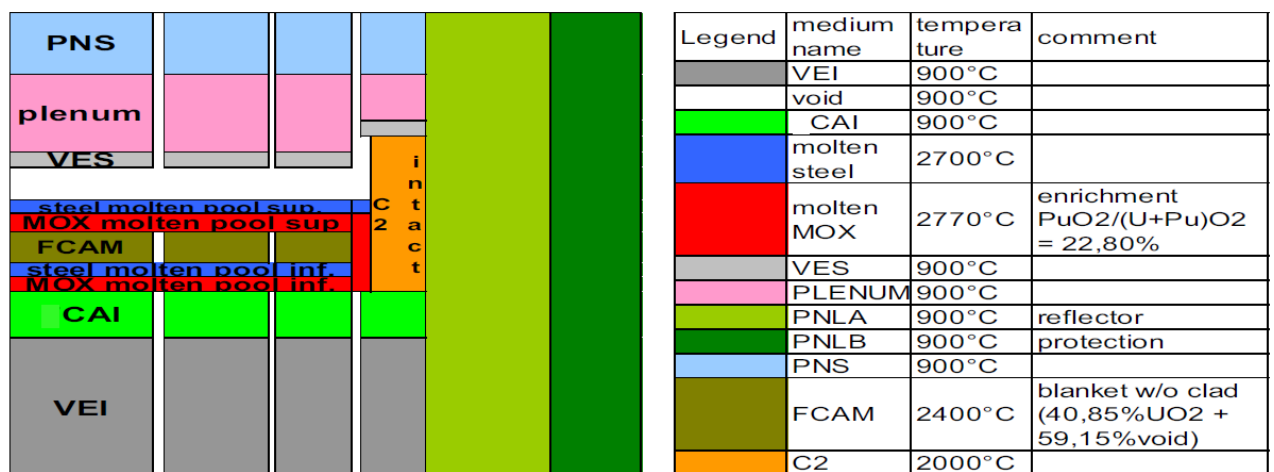 PNS
plenum
VES
steel molten pool sup.
MOX molten pool sup
FCAM
steel molten pool inf.
MOX molten pool inf.
CAI
VEI
C2
intact
Legend medium name temperature comment
VEI 900°C
void 900°C
CAI 900°C
molten steel 2700°C
molten MOX 2770°C enrichment PuO2/(U+Pu)O2 = 22,80%
VES 900°C
PLENUM 900°C
PNLA 900°C reflector
PNLB 900°C protection
PNS 900°C
FCAM 2400°C blanket w/o clad (40,85%UO2 + 59,15%void)
C2 2000°C